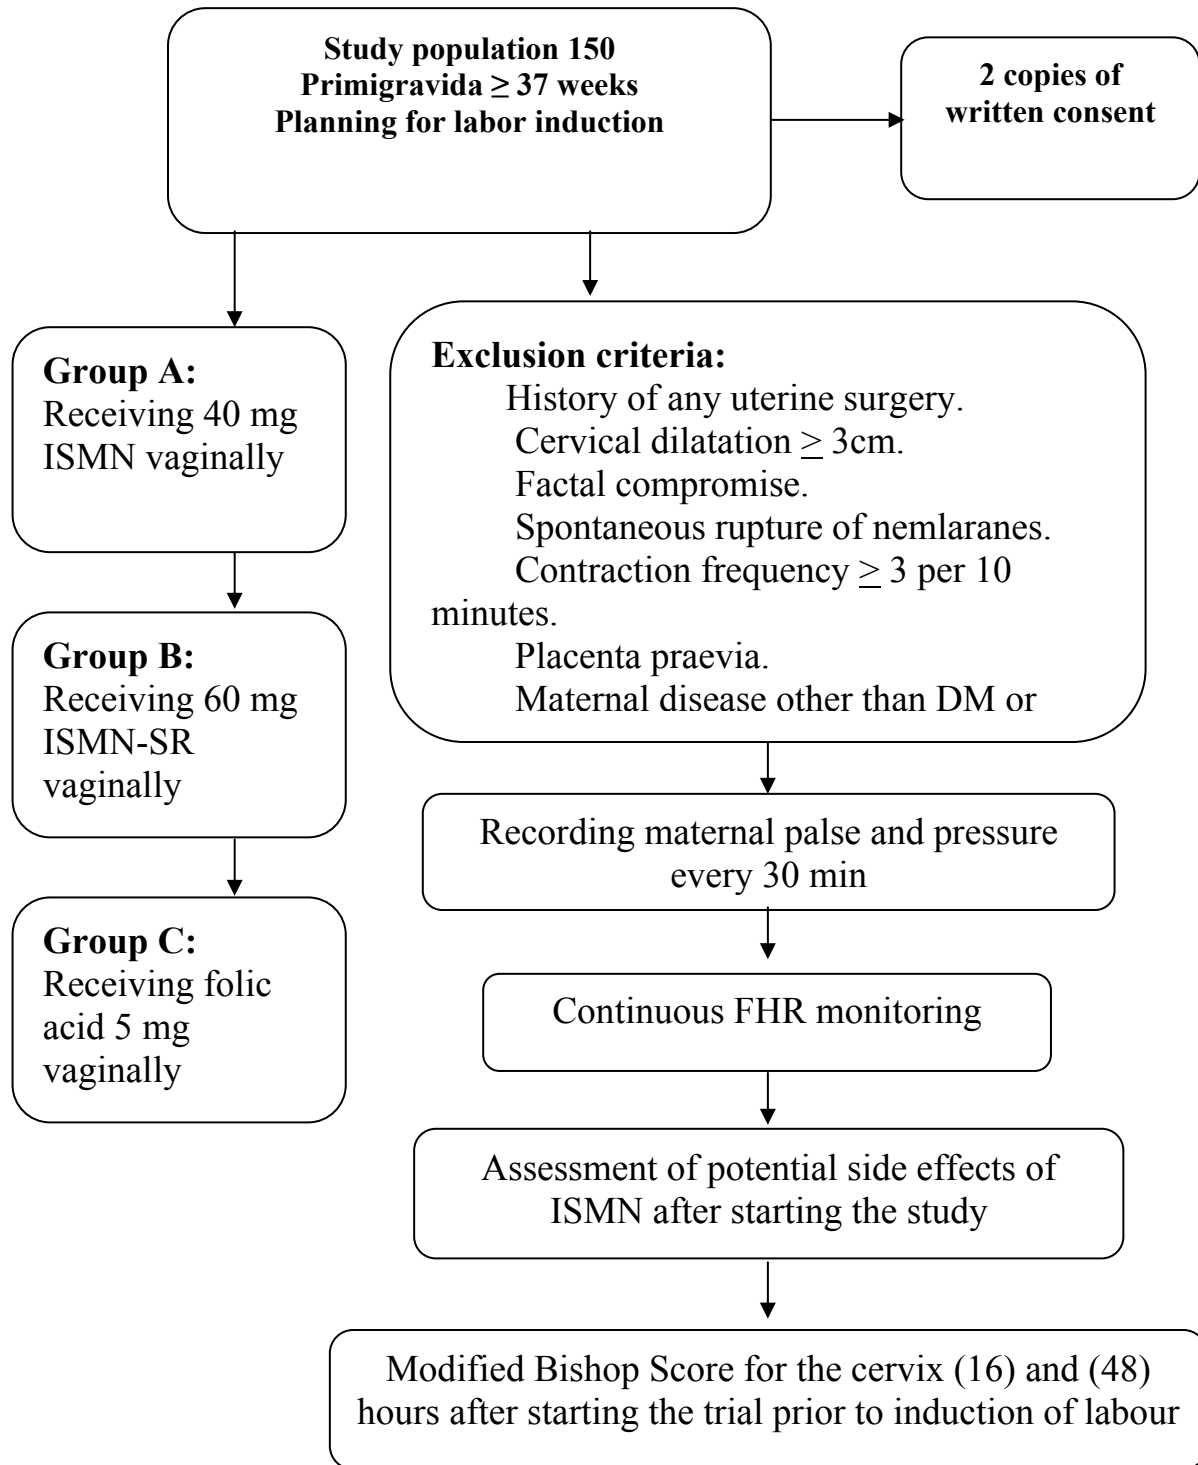 Study population 150
Primigravida ≥ 37 weeks
Planning for labor induction
2 copies of
written consent
Group A:
Receiving 40 mg
ISMN vaginally
Group B:
Receiving 60 mg
ISMN-SR
vaginally
Group C:
Receiving folic
acid 5 mg
vaginally
Exclusion criteria:
History of any uterine surgery.
Cervical dilatation ≥ 3cm.
Factal compromise.
Spontaneous rupture of nemlaranes.
Contraction frequency ≥ 3 per 10
minutes.
Placenta praevia.
Maternal disease other than DM or
Recording maternal palse and pressure
every 30 min
Continuous FHR monitoring
Assessment of potential side effects of
ISMN after starting the study
Modified Bishop Score for the cervix (16) and (48)
hours after starting the trial prior to induction of labour